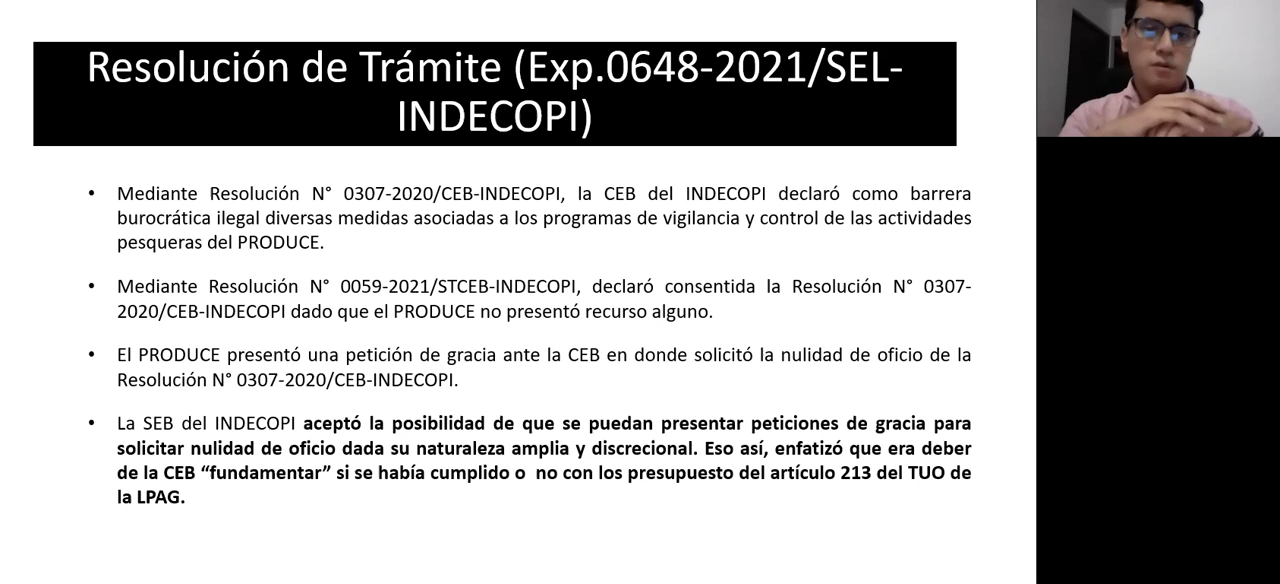 Resolución de Trámite (Exp.0648-2021/SEL-
INDECOPI)
• Mediante Resolución N° 0307-2020/CEB-INDECOPI, la CEB del INDECOPI declaró como barrera
burocrática ilegal diversas medidas asociadas a los programas de vigilancia y control de las actividades
pesqueras del PRODUCE.
• Mediante Resolución N° 0059-2021/STCEB-INDECOPI, declaró consentida la Resolución N° 0307-
2020/CEB-INDECOPI dado que el PRODUCE no presentó recurso alguno.
• El PRODUCE presentó una petición de gracia ante la CEB en donde solicitó la nulidad de oficio de la
Resolución N° 0307-2020/CEB-INDECOPI.
• La SEB del INDECOPI aceptó la posibilidad de que se puedan presentar peticiones de gracia para
solicitar nulidad de oficio dada su naturaleza amplia y discrecional. Eso así, enfatizó que era deber
de la CEB “fundamentar” si se había cumplido o no con los presupuesto del artículo 213 del TUO de
la LPAG.